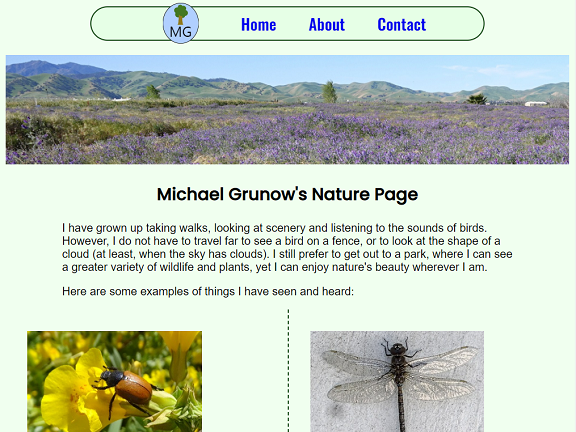 MG
Home About Contact
Michael Grunow's Nature Page
I have grown up taking walks, looking at scenery and listening to the sounds of birds.
However, I do not have to travel far to see a bird on a fence, or to look at the shape of a
cloud (at least, when the sky has clouds). I still prefer to get out to a park, where I can see
a greater variety of wildlife and plants, yet I can enjoy nature's beauty wherever I am.
Here are some examples of things I have seen and heard: